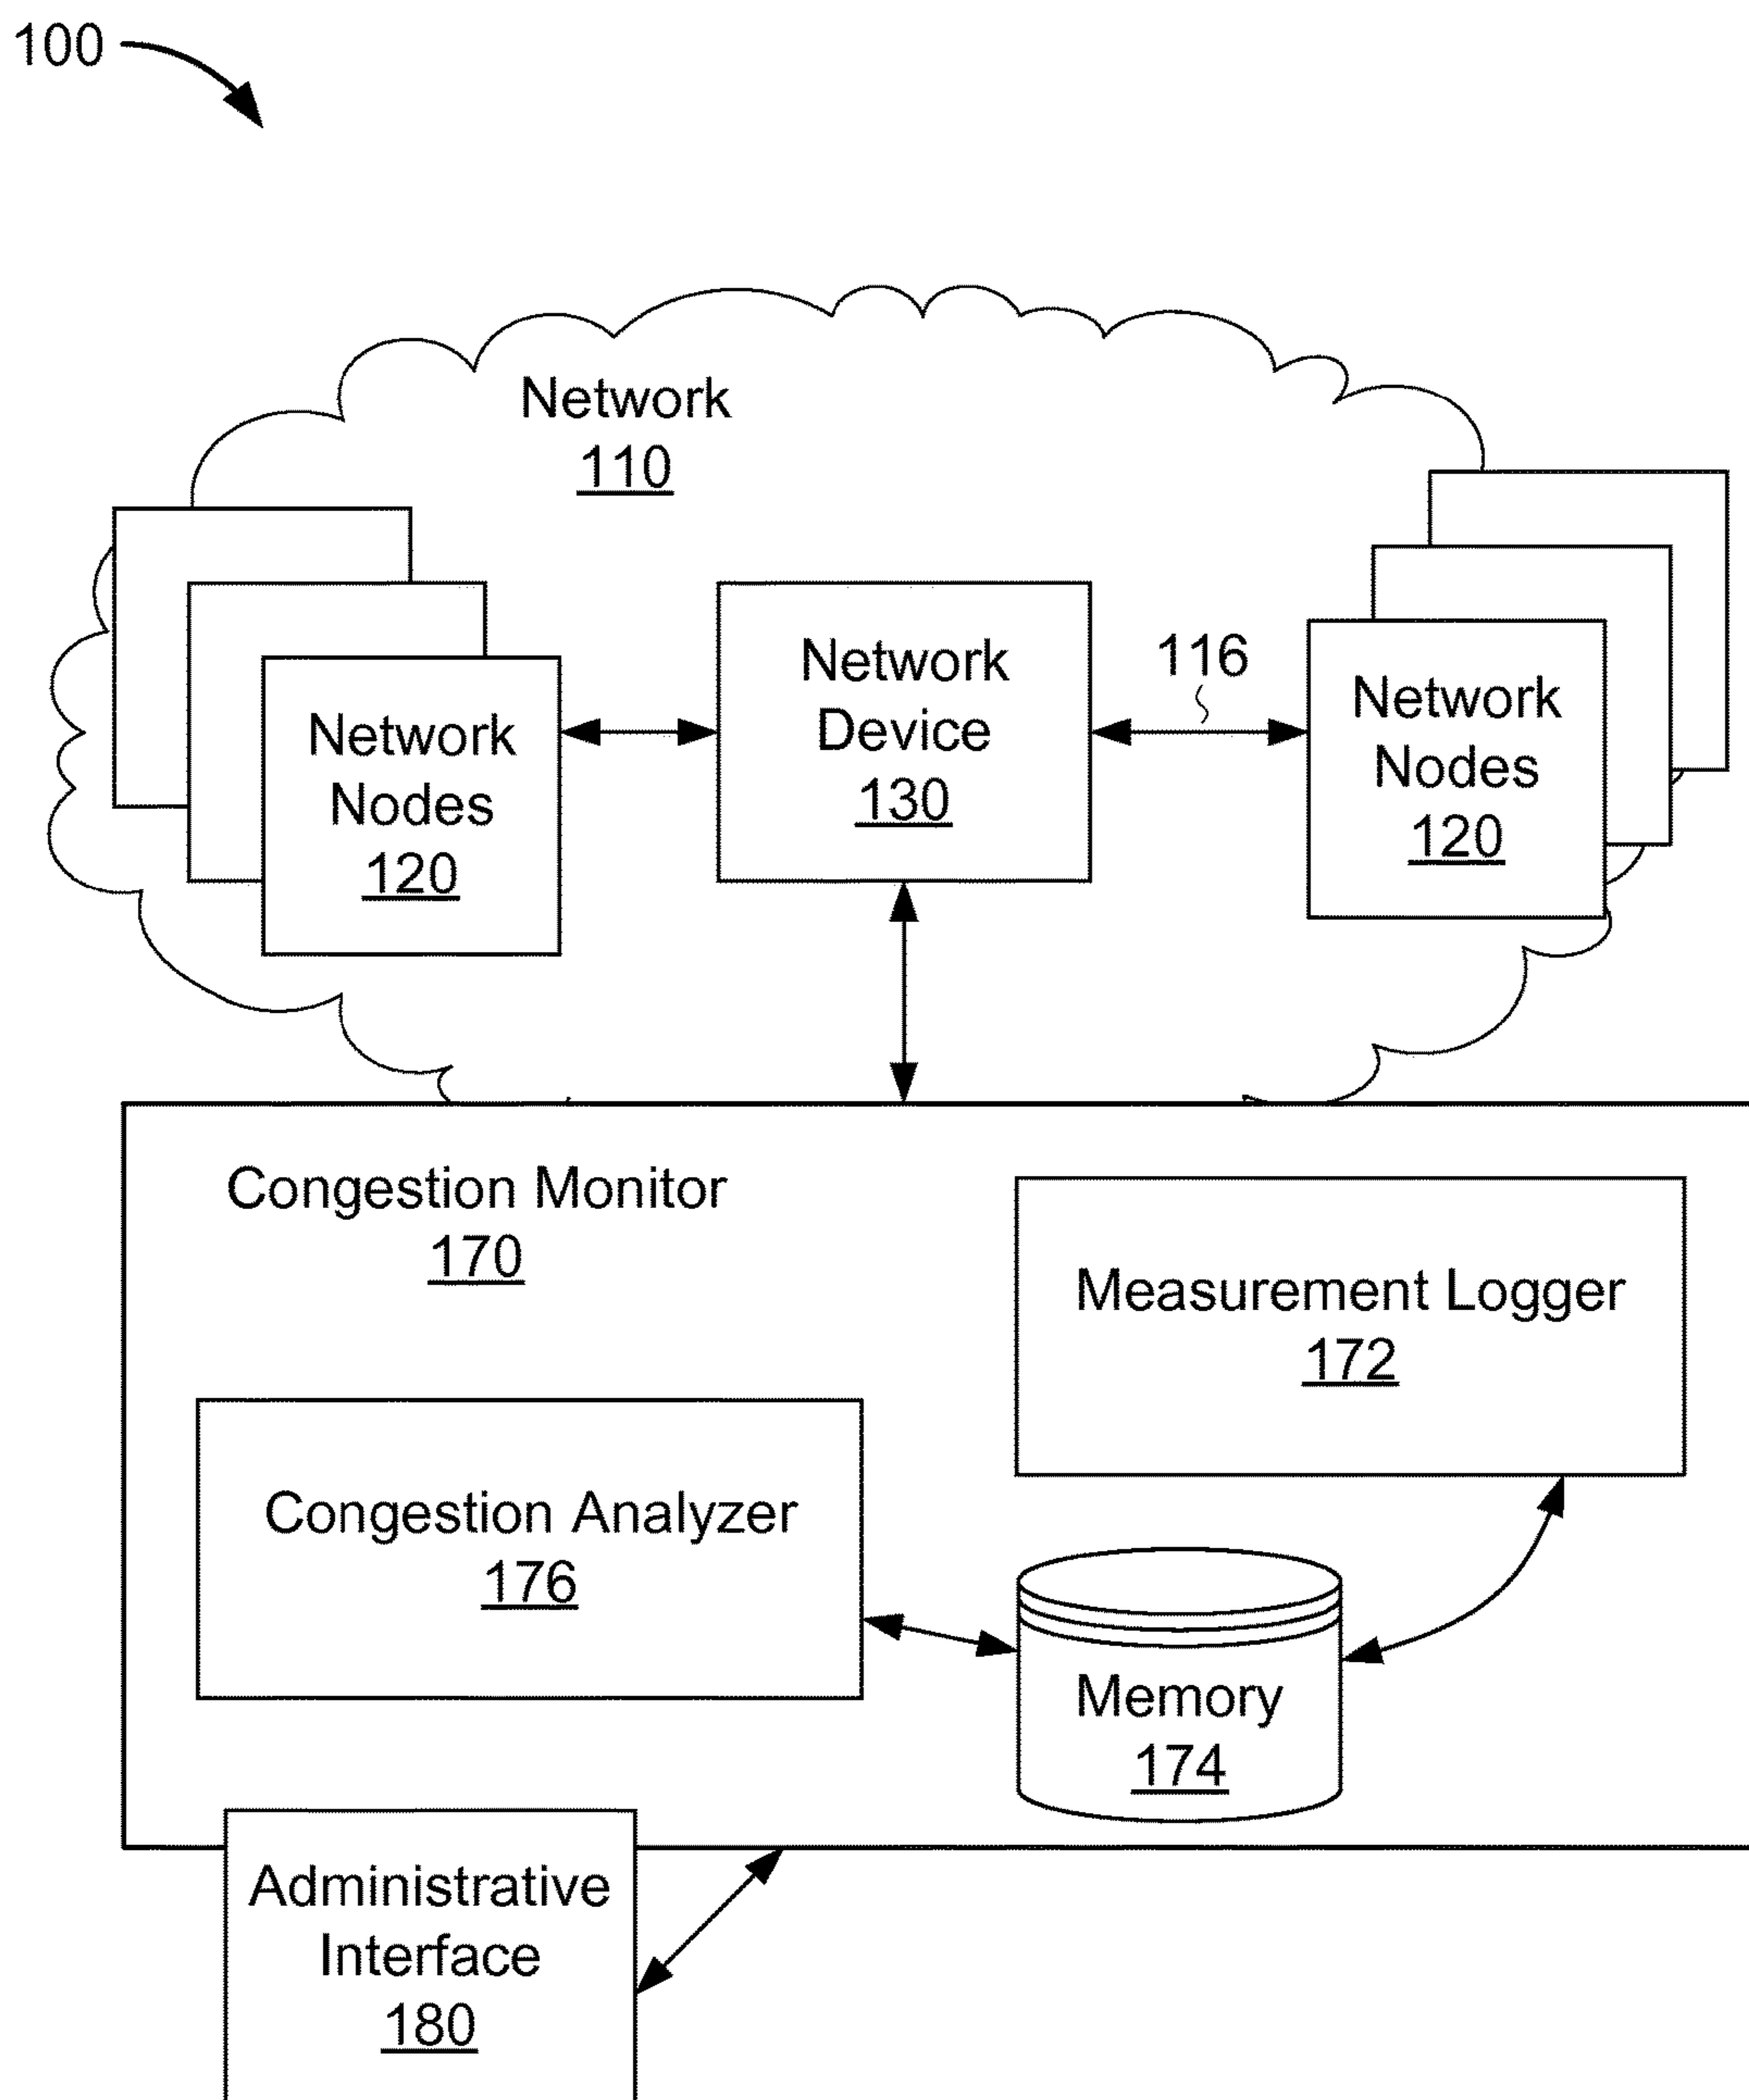 100
Network
110
116
Network
Device
130
Network
Nodes
120
Network
Nodes
120
Congestion Monitor
170
Measurement Logger
172
Congestion Analyzer
176
Memory
174
Administrative
Interface
180